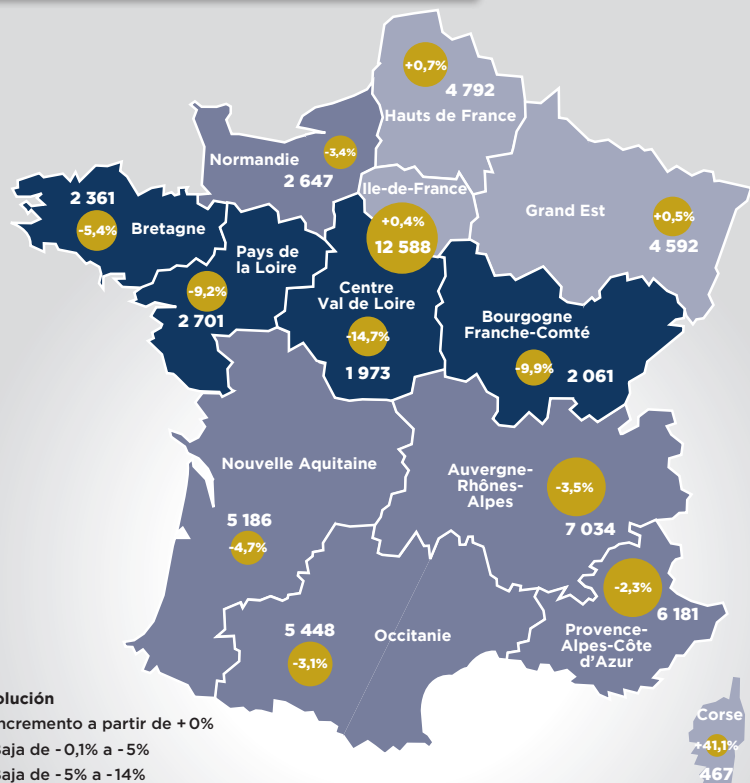 +0,7%
4 792
Hauts de France
Normandie
-3,4%
2 647
Ile-de-France
+0,4%
12 588
Grand Est
+0,5%
4 592
2 361
-5,4%
Bretagne
Pays de
la Loire
-9,2%
2 701
Centre
Val de Loire
-14,7%
1 973
Bourgogne
Franche-Comté
-9,9%
2 061
Nouvelle Aquitaine
5 186
-4,7%
Auvergne-
Rhônes-
Alpes
-3,5%
7 034
-2,3%
6 181
Provence-
Alpes-Côte
d'Azur
5 448
-3,1%
Occitanie
Corse
+41,1%
467
olución
ncremento a partir de + 0%
aja de - 0,1% a - 5%
aja de - 5% a - 14%